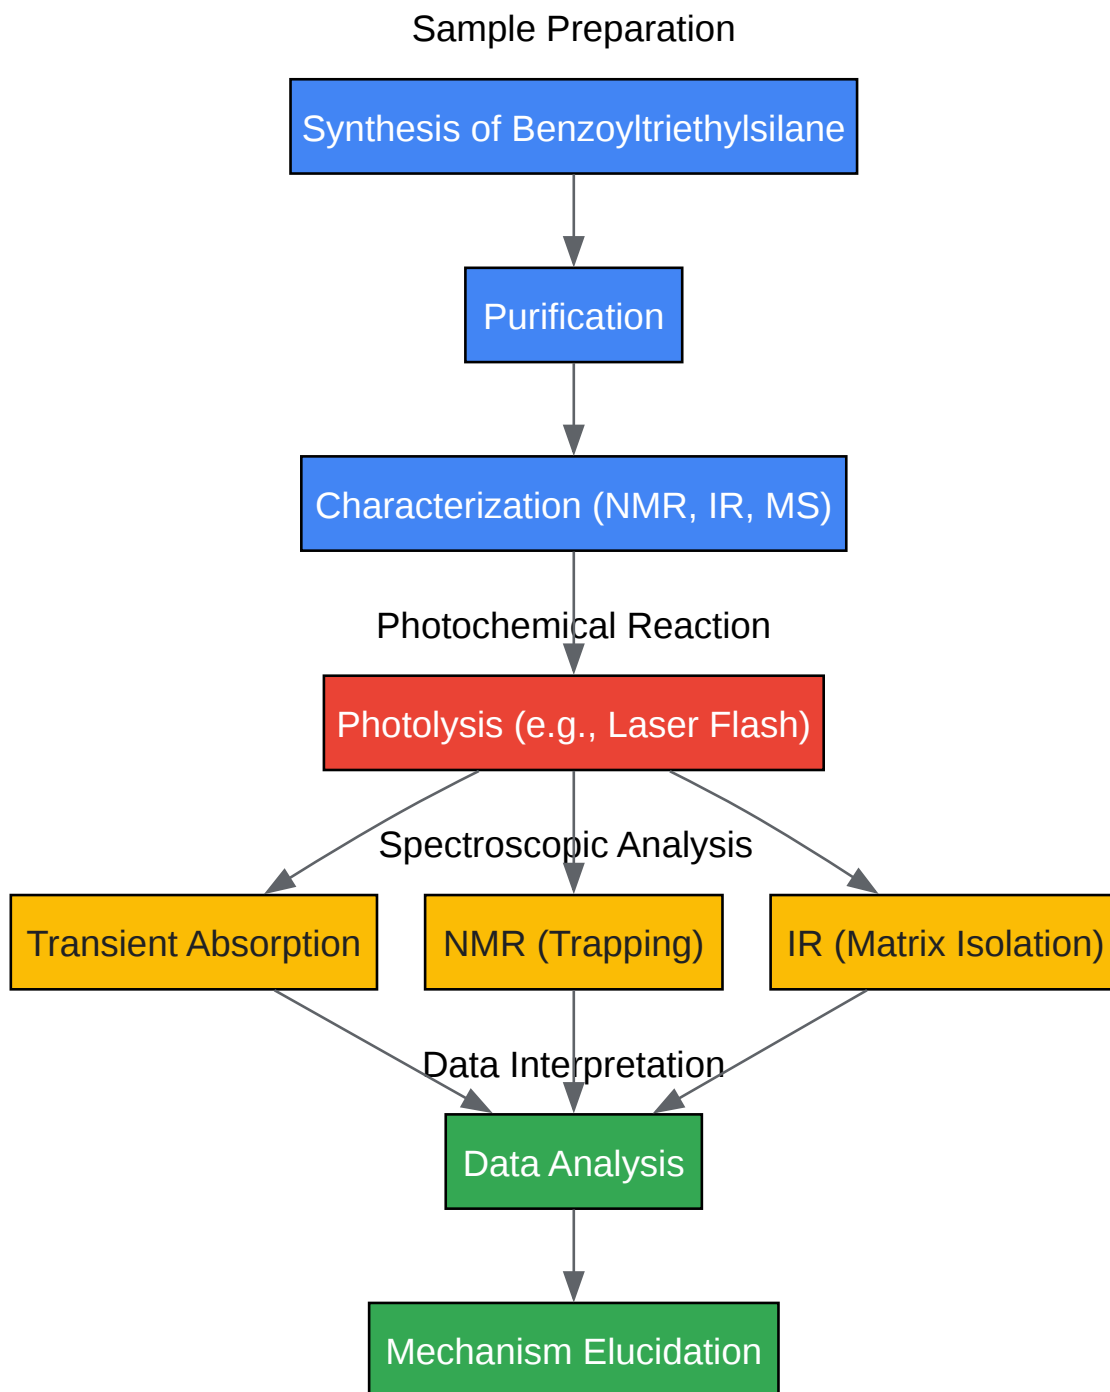 Sample Preparation
Synthesis of Benzoyltriethylsilane
Purification
Characterization (NMR, IR, MS)
Photochemical Reaction
Photolysis (e.g., Laser Flash)
Spectroscopic Analysis
Transient Absorption
NMR (Trapping)
IR (Matrix Isolation)
Data Interpretation
Data Analysis
Mechanism Elucidation